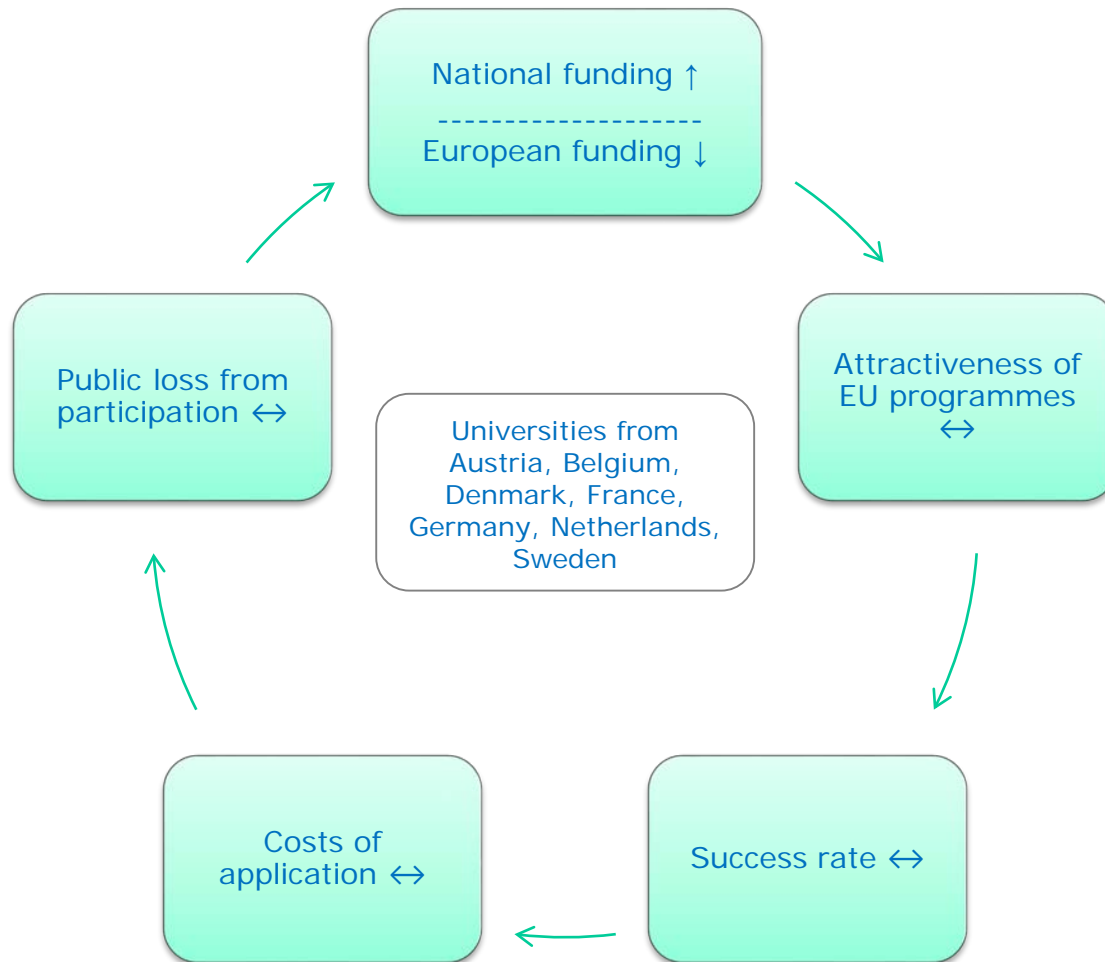 National funding ↑
--------------------
European funding ↓
Attractiveness of
EU programmes
↔
Public loss from
participation ↔
Universities from
Austria, Belgium,
Denmark, France,
Germany, Netherlands,
Sweden
Costs of
application ↔
Success rate ↔